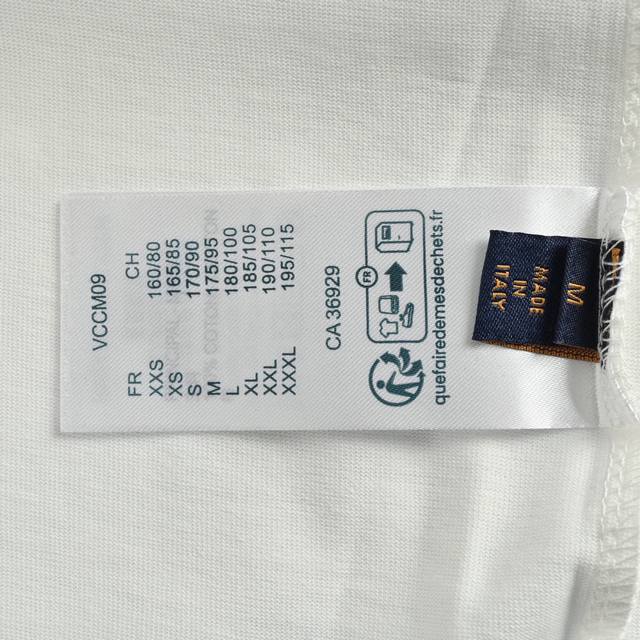 VCCM09
FR CH
XXS 160/80
XS 165/85
S 170/90
M 175/95
L 180/100
XL 185/105
XXL 190/110
XXXL 195/115
CA 36929
FR
quefairedemesdechets.fr
M
MADE
IN
ITALY